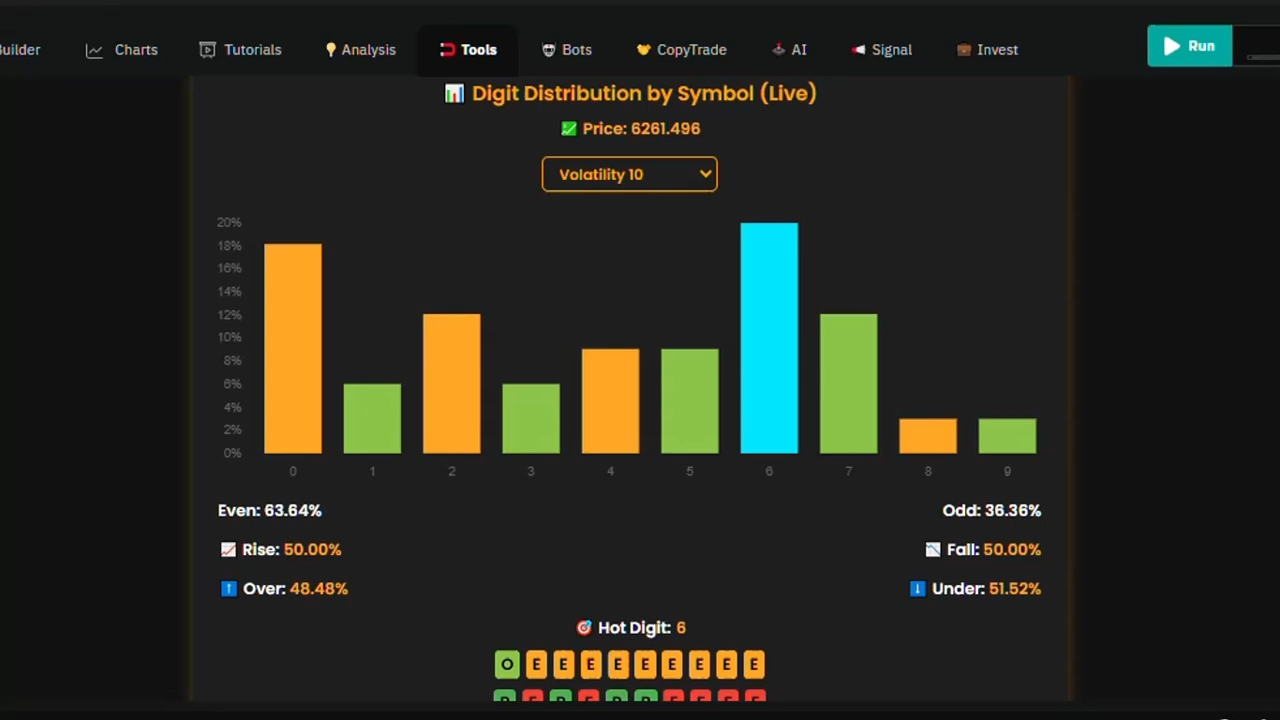 Builder Charts Tutorials Analysis Tools Bots CopyTrade AI Signal Invest Run
Digit Distribution by Symbol (Live)
Price: 6261.496
Volatility 10
20%
18%
16%
14%
12%
10%
8%
6%
4%
2%
0%
0 1 2 3 4 5 6 7 8 9
Even: 63.64% Odd: 36.36%
Rise: 50.00% Fall: 50.00%
Over: 48.48% Under: 51.52%
Hot Digit: 6
O E E E E E E E E E